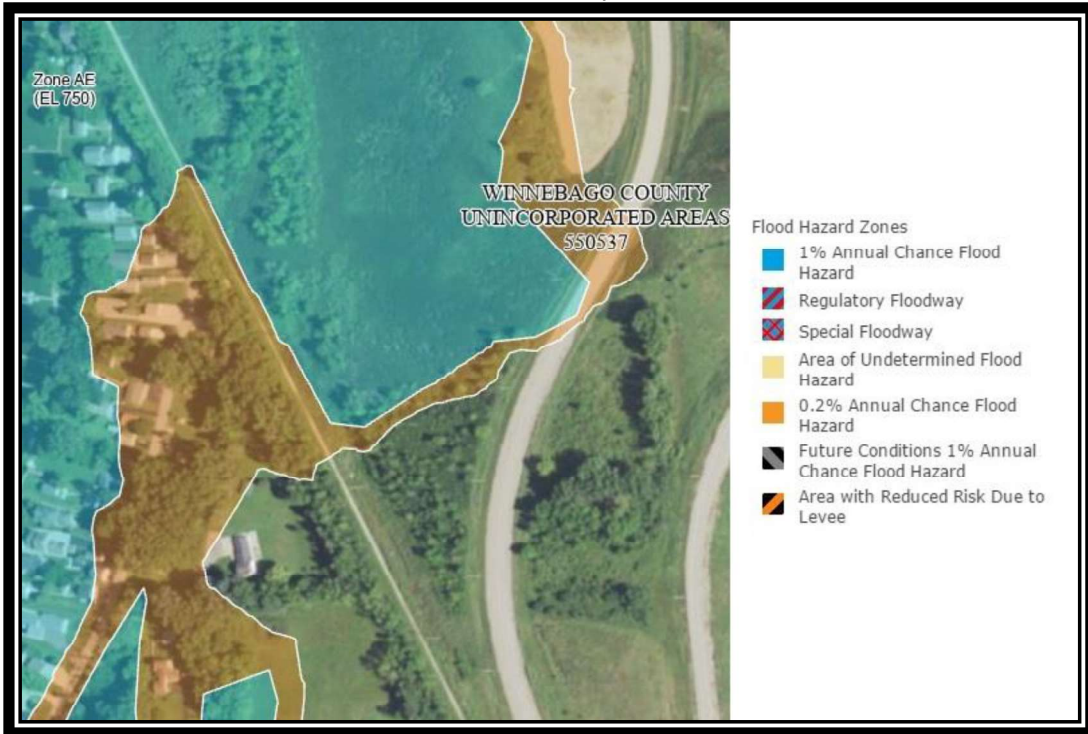 Zone AE
(EL 750)
WINNEBAGO COUNTY
UNINCORPORATED AREAS
550537
Flood Hazard Zones
1% Annual Chance Flood
Hazard
Regulatory Floodway
Special Floodway
Area of Undetermined Flood
Hazard
0.2% Annual Chance Flood
Hazard
Future Conditions 1% Annual
Chance Flood Hazard
Area with Reduced Risk Due to
Levee